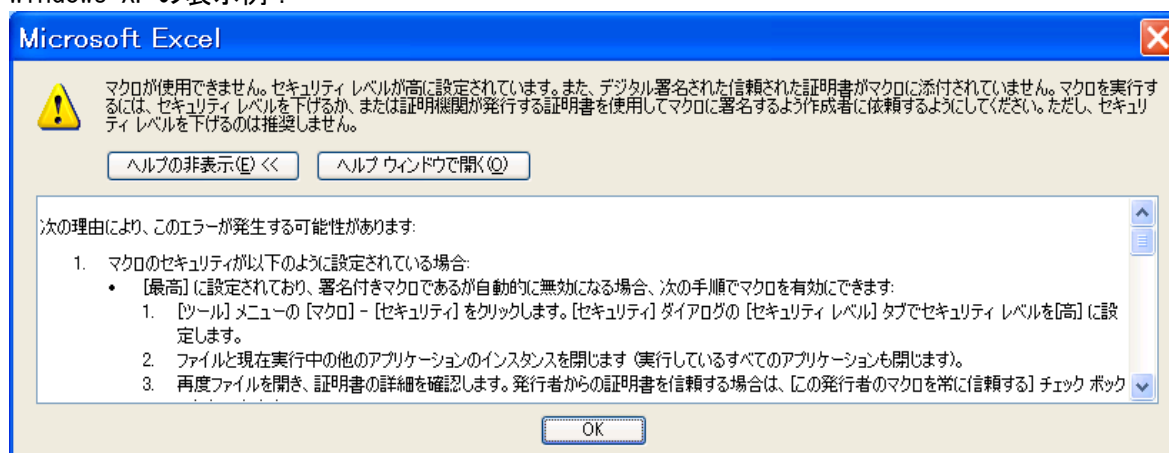 Windows XP の表示例：
Microsoft Excel
マクロが使用できません。セキュリティ レベルが高に設定されています。また、デジタル署名された信頼された証明書がマクロに添付されていません。マクロを実行す
るには、セキュリティ レベルを下げるか、または証明機関が発行する証明書を使用してマクロに署名するよう作成者に依頼するようにしてください。ただし、セキュリ
ティ レベルを下げるのは推奨しません。
ヘルプの非表示(E) << ヘルプ ウィンドウで開く(O)
次の理由により、このエラーが発生する可能性があります:
1. マクロのセキュリティが以下のように設定されている場合:
• [最高] に設定されており、署名付きマクロであるが自動的に無効になる場合、次の手順でマクロを有効にできます:
1. [ツール] メニューの [マクロ] - [セキュリティ] をクリックします。[セキュリティ] ダイアログの [セキュリティ レベル] タブでセキュリティ レベルを[高] に設
定します。
2. ファイルと現在実行中の他のアプリケーションのインスタンスを閉じます (実行しているすべてのアプリケーションも閉じます)。
3. 再度ファイルを開き、証明書の詳細を確認します。発行者からの証明書を信頼する場合は、[この発行者のマクロを常に信頼する] チェック ボック
OK